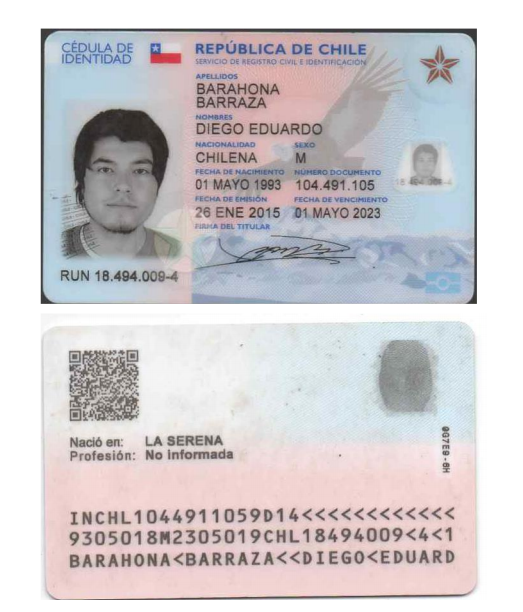 CÉDULA DE
IDENTIDAD
REPÚBLICA DE CHILE
SERVICIO DE REGISTRO CIVIL E IDENTIFICACIÓN
APELLIDOS
BARAHONA
BARRAZA
NOMBRES
DIEGO EDUARDO
NACIONALIDAD SEXO
CHILENA M
FECHA DE NACIMIENTO NÚMERO DOCUMENTO
01 MAYO 1993 104.491.105
FECHA DE EMISIÓN FECHA DE VENCIMIENTO
26 ENE 2015 01 MAYO 2023
FIRMA DEL TITULAR
RUN 18.494.009-4
Nació en: LA SERENA
Profesión: No informada
INCHL1044911059D14<<<<<<<<<<<<
9305018M2305019CHL18494009<4<1
BARAHONA<BARRAZA<<DIEGO<EDUARD